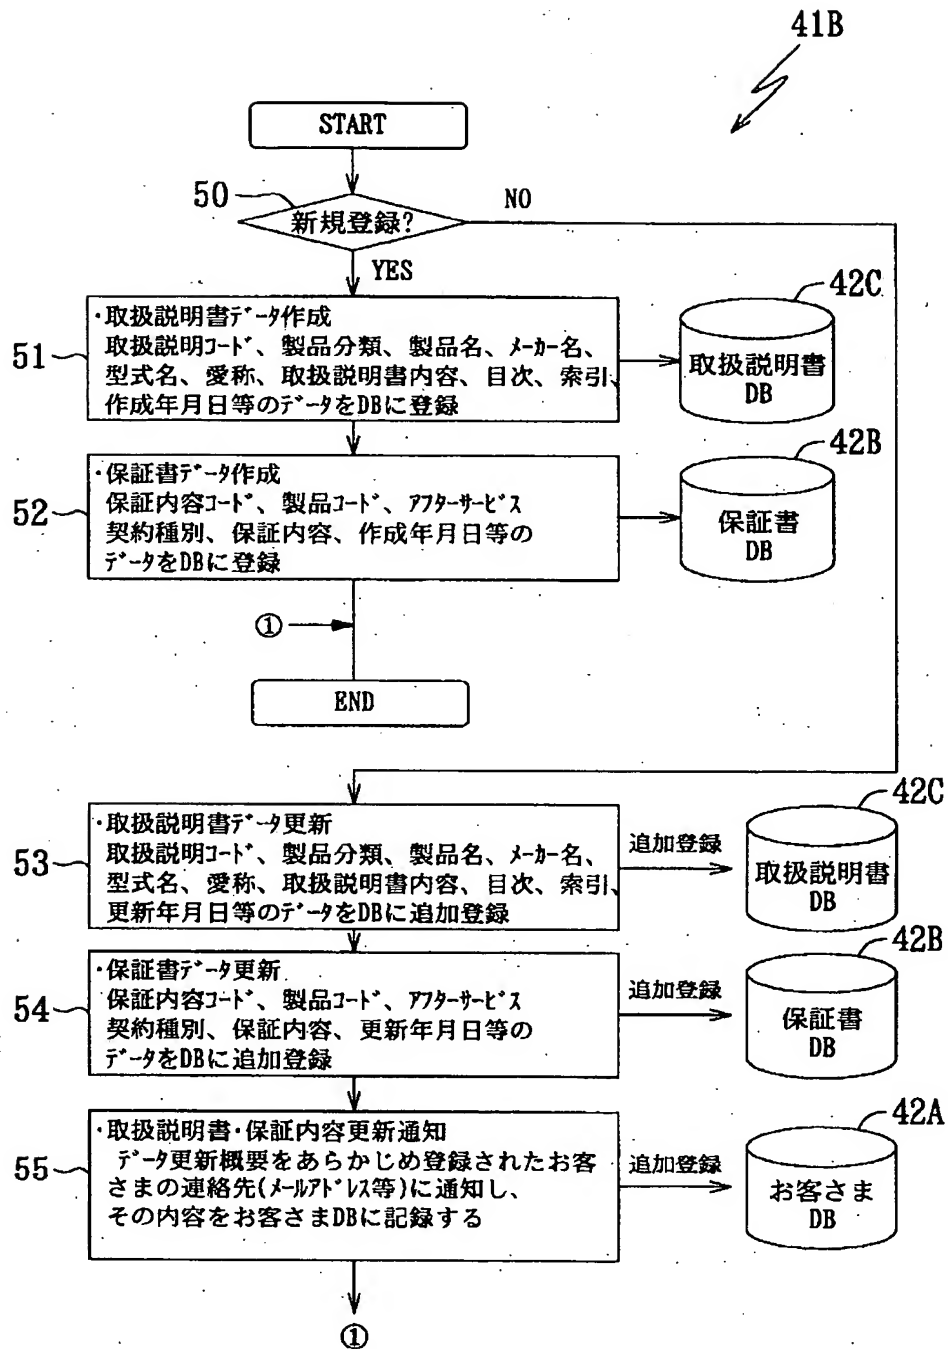 41B
START
50
新規登録?
NO
YES
・取扱説明書ﾃﾞｰﾀ作成
取扱説明ｺｰﾄﾞ、製品分類、製品名、ﾒｰｶｰ名、
型式名、愛称、取扱説明書内容、目次、索引、
作成年月日等のﾃﾞｰﾀをDBに登録
51
42C
取扱説明書
DB
・保証書ﾃﾞｰﾀ作成
保証内容ｺｰﾄﾞ、製品ｺｰﾄﾞ、ｱﾌﾀｰｻｰﾋﾞｽ
契約種別、保証内容、作成年月日等の
ﾃﾞｰﾀをDBに登録
52
42B
保証書
DB
①
END
・取扱説明書ﾃﾞｰﾀ更新
取扱説明ｺｰﾄﾞ、製品分類、製品名、ﾒｰｶｰ名、
型式名、愛称、取扱説明書内容、目次、索引、
更新年月日等のﾃﾞｰﾀをDBに追加登録
53
追加登録
42C
取扱説明書
DB
・保証書ﾃﾞｰﾀ更新
保証内容ｺｰﾄﾞ、製品ｺｰﾄﾞ、ｱﾌﾀｰｻｰﾋﾞｽ
契約種別、保証内容、更新年月日等の
ﾃﾞｰﾀをDBに追加登録
54
追加登録
42B
保証書
DB
・取扱説明書・保証内容更新通知
ﾃﾞｰﾀ更新概要をあらかじめ登録されたお客
さまの連絡先(ﾒｰﾙｱﾄﾞﾚｽ等)に通知し、
その内容をお客さまDBに記録する
55
追加登録
42A
お客さま
DB
①